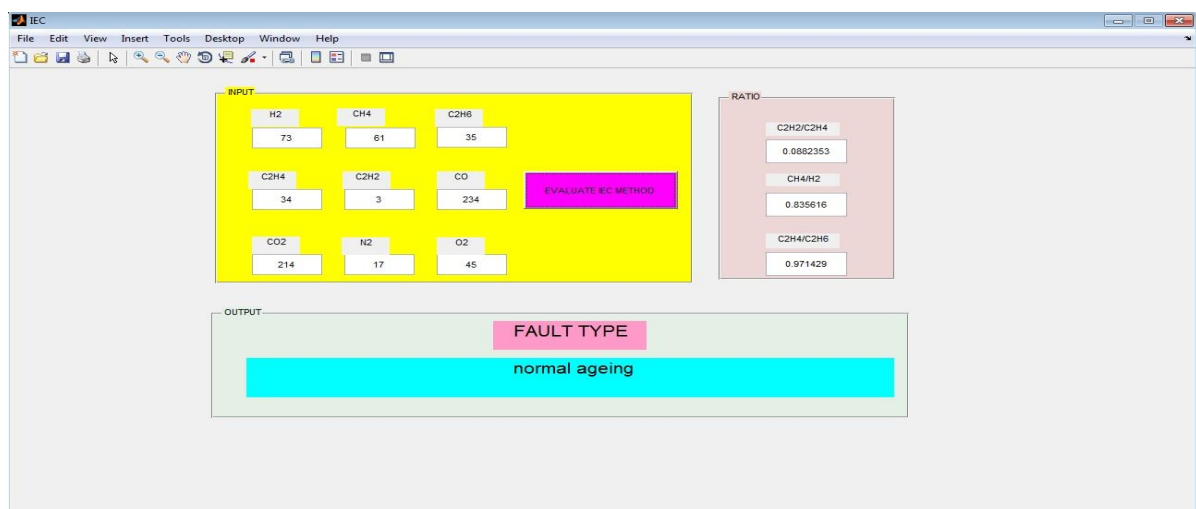 IEC
File Edit View Insert Tools Desktop Window Help
INPUT
H2 CH4 C2H6
73 61 35
C2H4 C2H2 CO
34 3 234
EVALUATE IEC METHOD
CO2 N2 O2
214 17 45
RATIO
C2H2/C2H4
0.0882353
CH4/H2
0.835616
C2H4/C2H6
0.971429
OUTPUT
FAULT TYPE
normal ageing